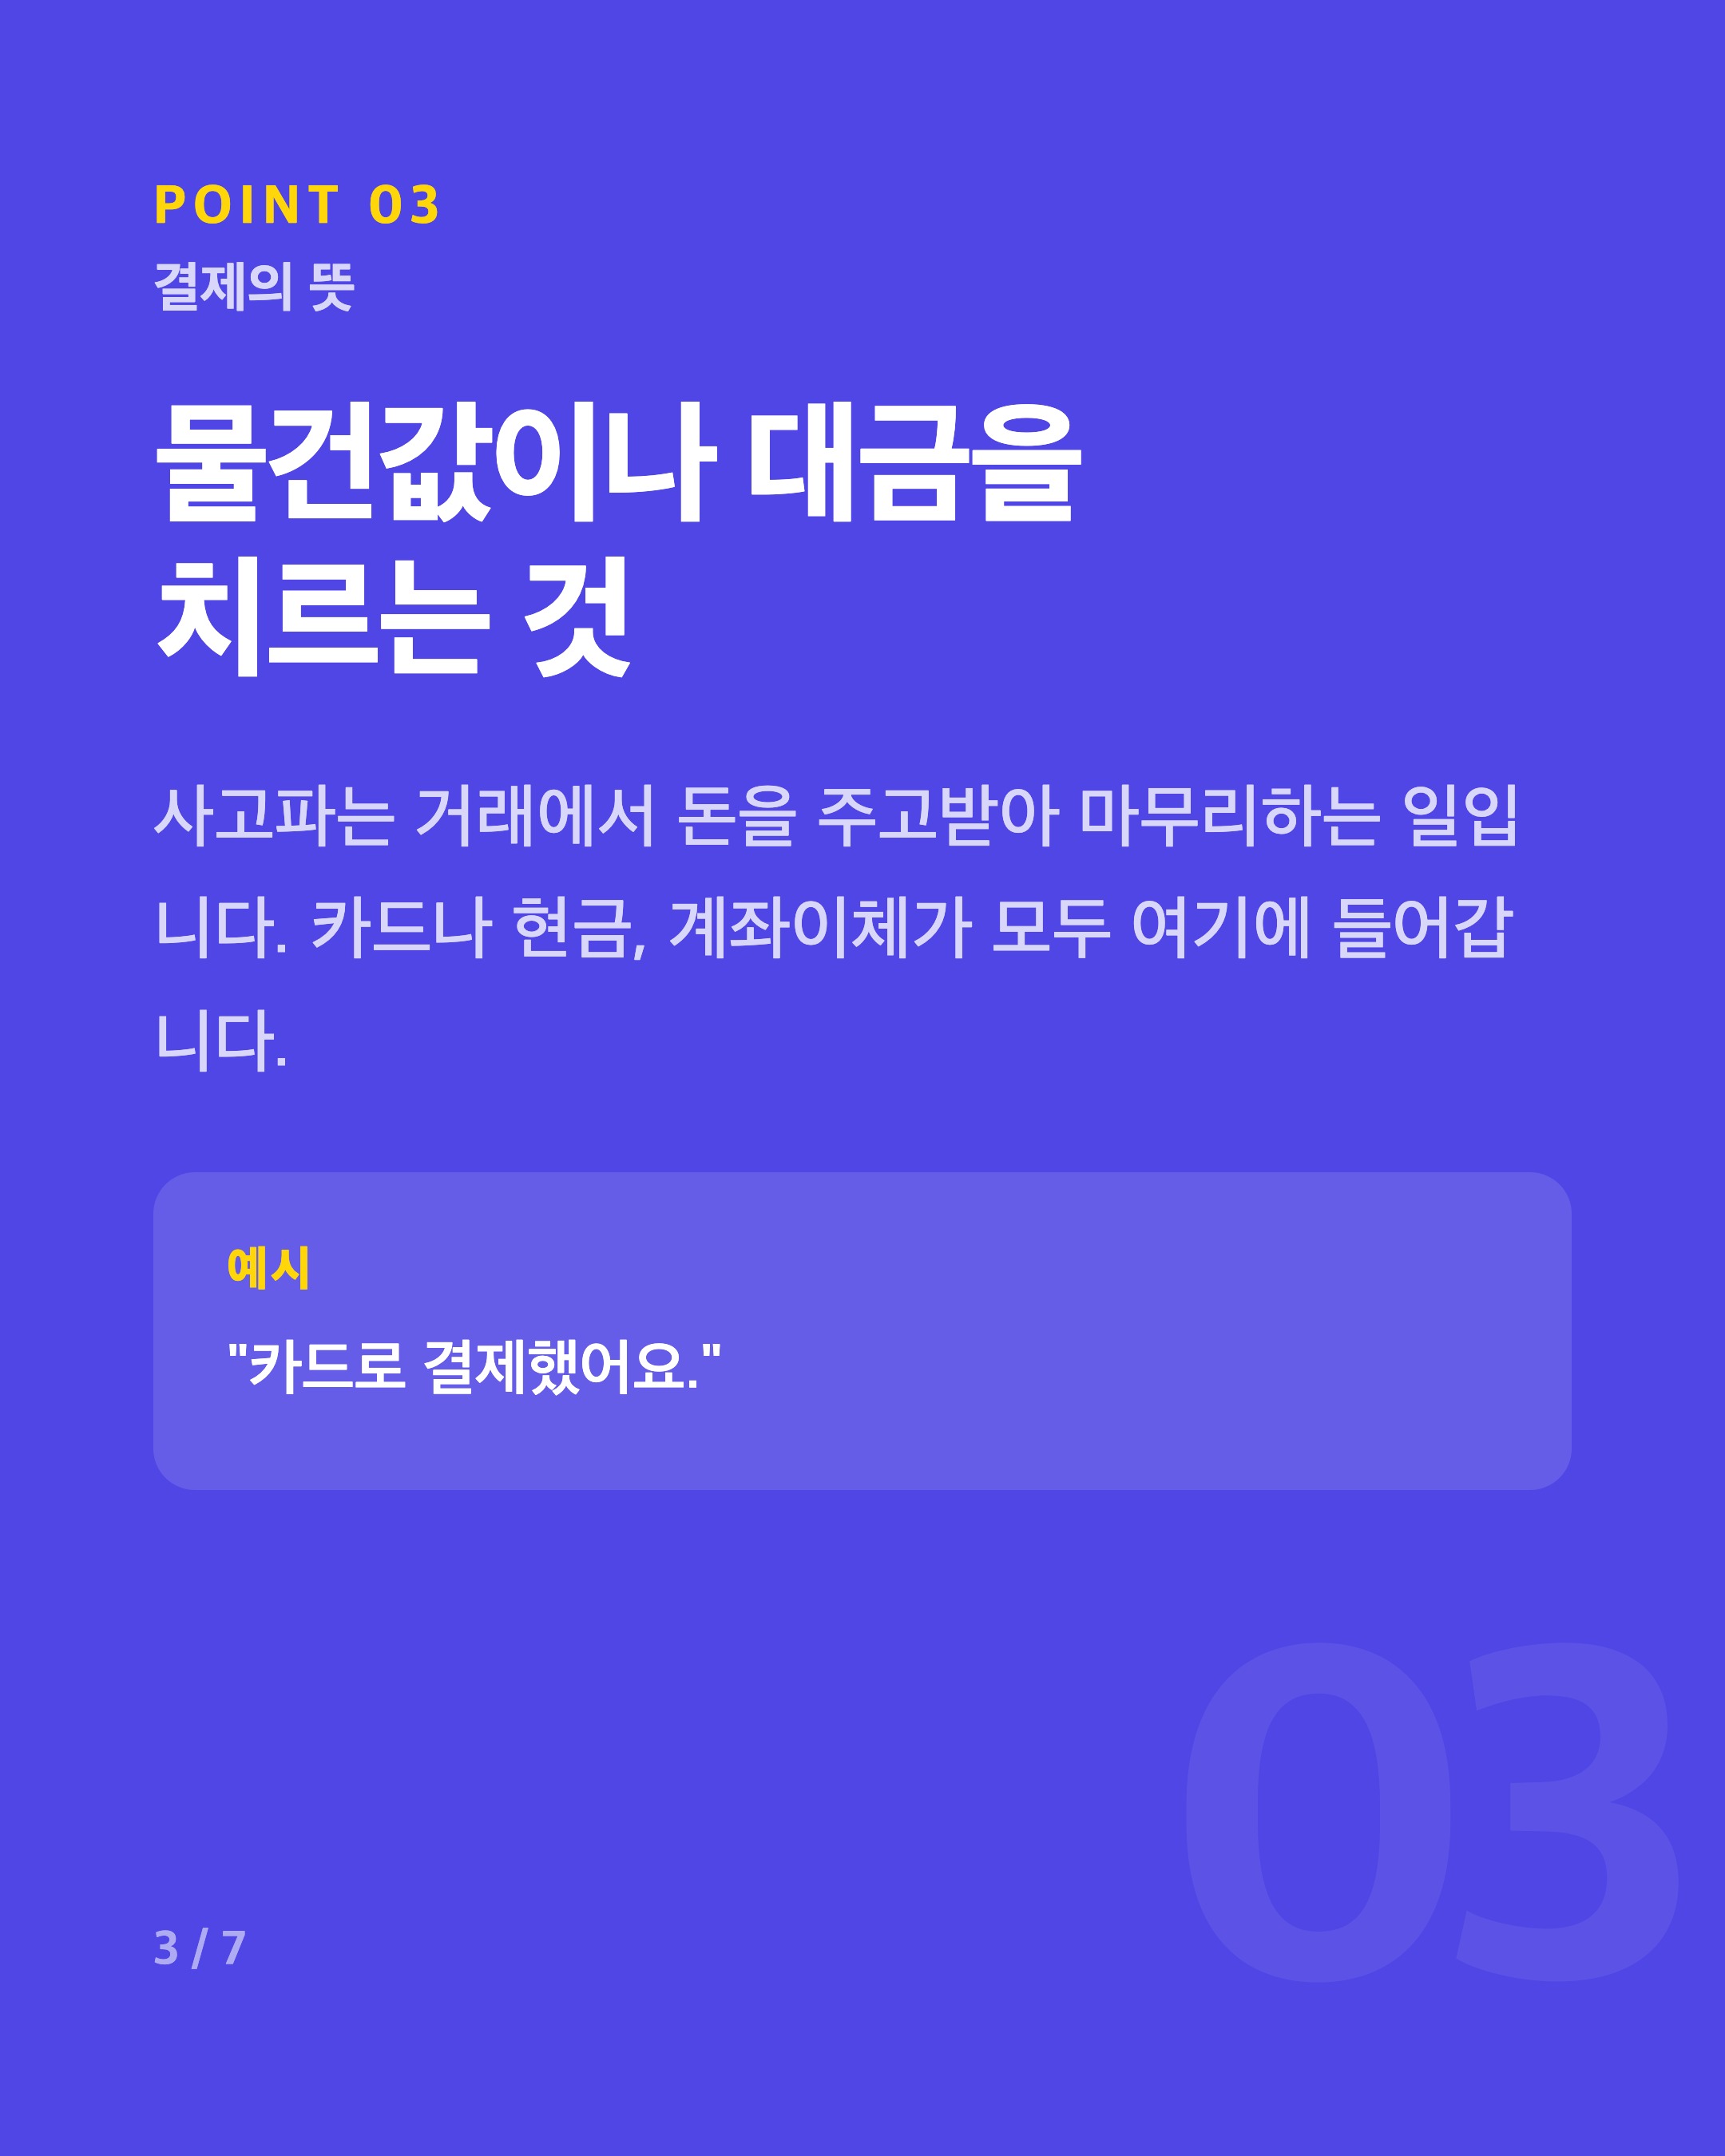 POINT 03
결제의 뜻
물건값이나 대금을
치르는 것
사고파는 거래에서 돈을 주고받아 마무리하는 일입
니다. 카드나 현금, 계좌이체가 모두 여기에 들어갑
니다.
예시
"카드로 결제했어요."
03
3 / 7